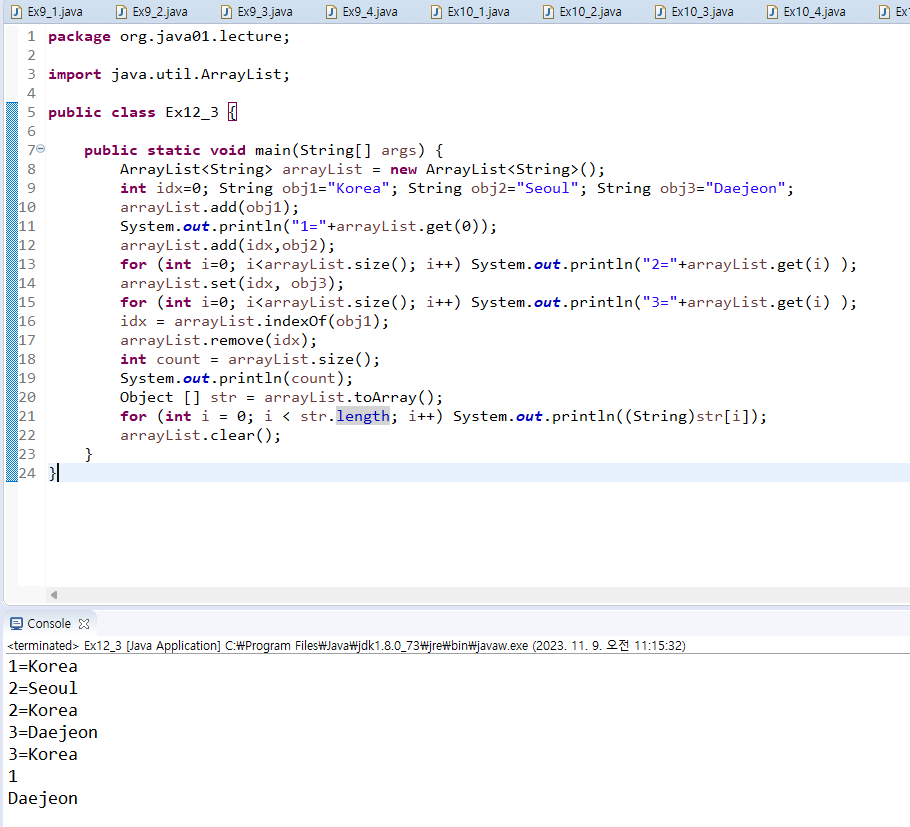 Ex9_1.java Ex9_2.java Ex9_3.java Ex9_4.java Ex10_1.java Ex10_2.java Ex10_3.java Ex10_4.java Ex1
1 package org.java01.lecture;
2
3 import java.util.ArrayList;
4
5 public class Ex12_3 {
6
7 public static void main(String[] args) {
8 ArrayList<String> arrayList = new ArrayList<String>();
9 int idx=0; String obj1="Korea"; String obj2="Seoul"; String obj3="Daejeon";
10 arrayList.add(obj1);
11 System.out.println("1="+arrayList.get(0));
12 arrayList.add(idx,obj2);
13 for (int i=0; i<arrayList.size(); i++) System.out.println("2="+arrayList.get(i) );
14 arrayList.set(idx, obj3);
15 for (int i=0; i<arrayList.size(); i++) System.out.println("3="+arrayList.get(i) );
16 idx = arrayList.indexOf(obj1);
17 arrayList.remove(idx);
18 int count = arrayList.size();
19 System.out.println(count);
20 Object [] str = arrayList.toArray();
21 for (int i = 0; i < str.length; i++) System.out.println((String)str[i]);
22 arrayList.clear();
23 }
24 }
Console
<terminated> Ex12_3 [Java Application] C:₩Program Files₩Java₩jdk1.8.0_73₩jre₩bin₩javaw.exe (2023. 11. 9. 오전 11:15:32)
1=Korea
2=Seoul
2=Korea
3=Daejeon
3=Korea
1
Daejeon